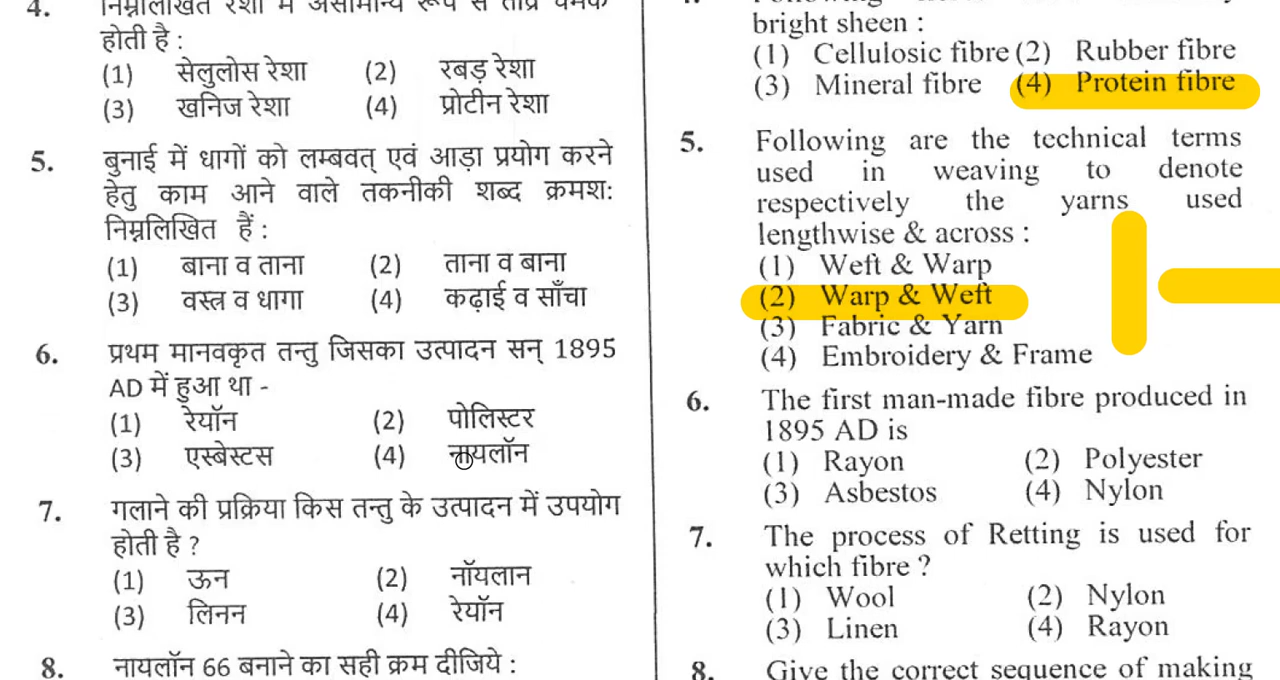 4. निम्नलिखित रेशों में असामान्य रूप से तीव्र चमक
होती है :
(1) सेलुलोस रेशा (2) रबड़ रेशा
(3) खनिज रेशा (4) प्रोटीन रेशा
5. बुनाई में धागों को लम्बवत् एवं आड़ा प्रयोग करने
हेतु काम आने वाले तकनीकी शब्द क्रमश:
निम्नलिखित हैं :
(1) बाना व ताना (2) ताना व बाना
(3) वस्त्र व धागा (4) कढ़ाई व साँचा
6. प्रथम मानवकृत तन्तु जिसका उत्पादन सन् 1895
AD में हुआ था -
(1) रेयॉन (2) पोलिस्टर
(3) एस्बेस्टस (4) नायलॉन
7. गलाने की प्रक्रिया किस तन्तु के उत्पादन में उपयोग
होती है ?
(1) ऊन (2) नॉयलान
(3) लिनन (4) रेयॉन
8. नायलॉन 66 बनाने का सही क्रम दीजिये :
bright sheen :
(1) Cellulosic fibre (2) Rubber fibre
(3) Mineral fibre (4) Protein fibre
5. Following are the technical terms
used in weaving to denote
respectively the yarns used
lengthwise & across :
(1) Weft & Warp
(2) Warp & Weft
(3) Fabric & Yarn
(4) Embroidery & Frame
6. The first man-made fibre produced in
1895 AD is
(1) Rayon (2) Polyester
(3) Asbestos (4) Nylon
7. The process of Retting is used for
which fibre ?
(1) Wool (2) Nylon
(3) Linen (4) Rayon
8. Give the correct sequence of making